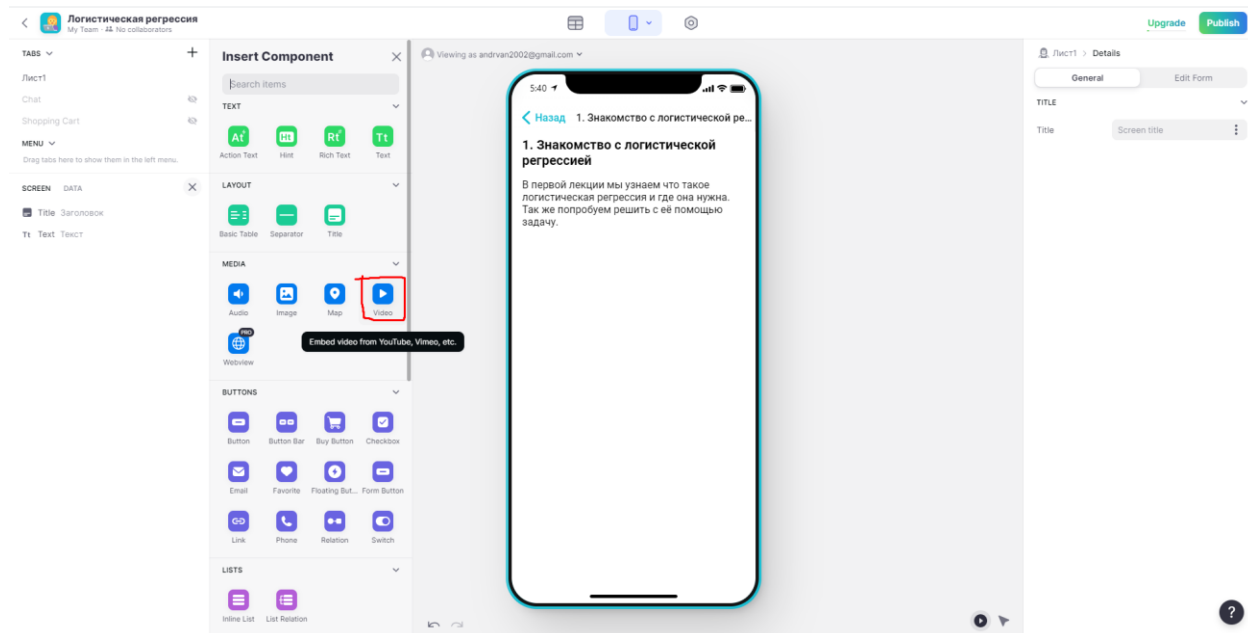 Логистическая регрессия
My Team · No collaborators
Upgrade
Publish
TABS
Лист1
Chat
Shopping Cart
MENU
Drag tabs here to show them in the left menu.
SCREEN DATA
Title Заголовок
Tt Text Текст
Insert Component
Search items
TEXT
At Ht Rt Tt
Action Text Hint Rich Text Text
LAYOUT
Basic Table Separator Title
MEDIA
Audio Image Map Video
PRO
Embed video from YouTube, Vimeo, etc.
Webview
BUTTONS
Button Button Bar Buy Button Checkbox
Email Favorite Floating But... Form Button
Link Phone Relation Switch
LISTS
Inline List List Relation
Viewing as andrvan2002@gmail.com
5:40
Назад 1. Знакомство с логистической ре...
1. Знакомство с логистической
регрессией
В первой лекции мы узнаем что такое
логистическая регрессия и где она нужна.
Так же попробуем решить с её помощью
задачу.
Лист1 > Details
General Edit Form
TITLE
Title Screen title
?